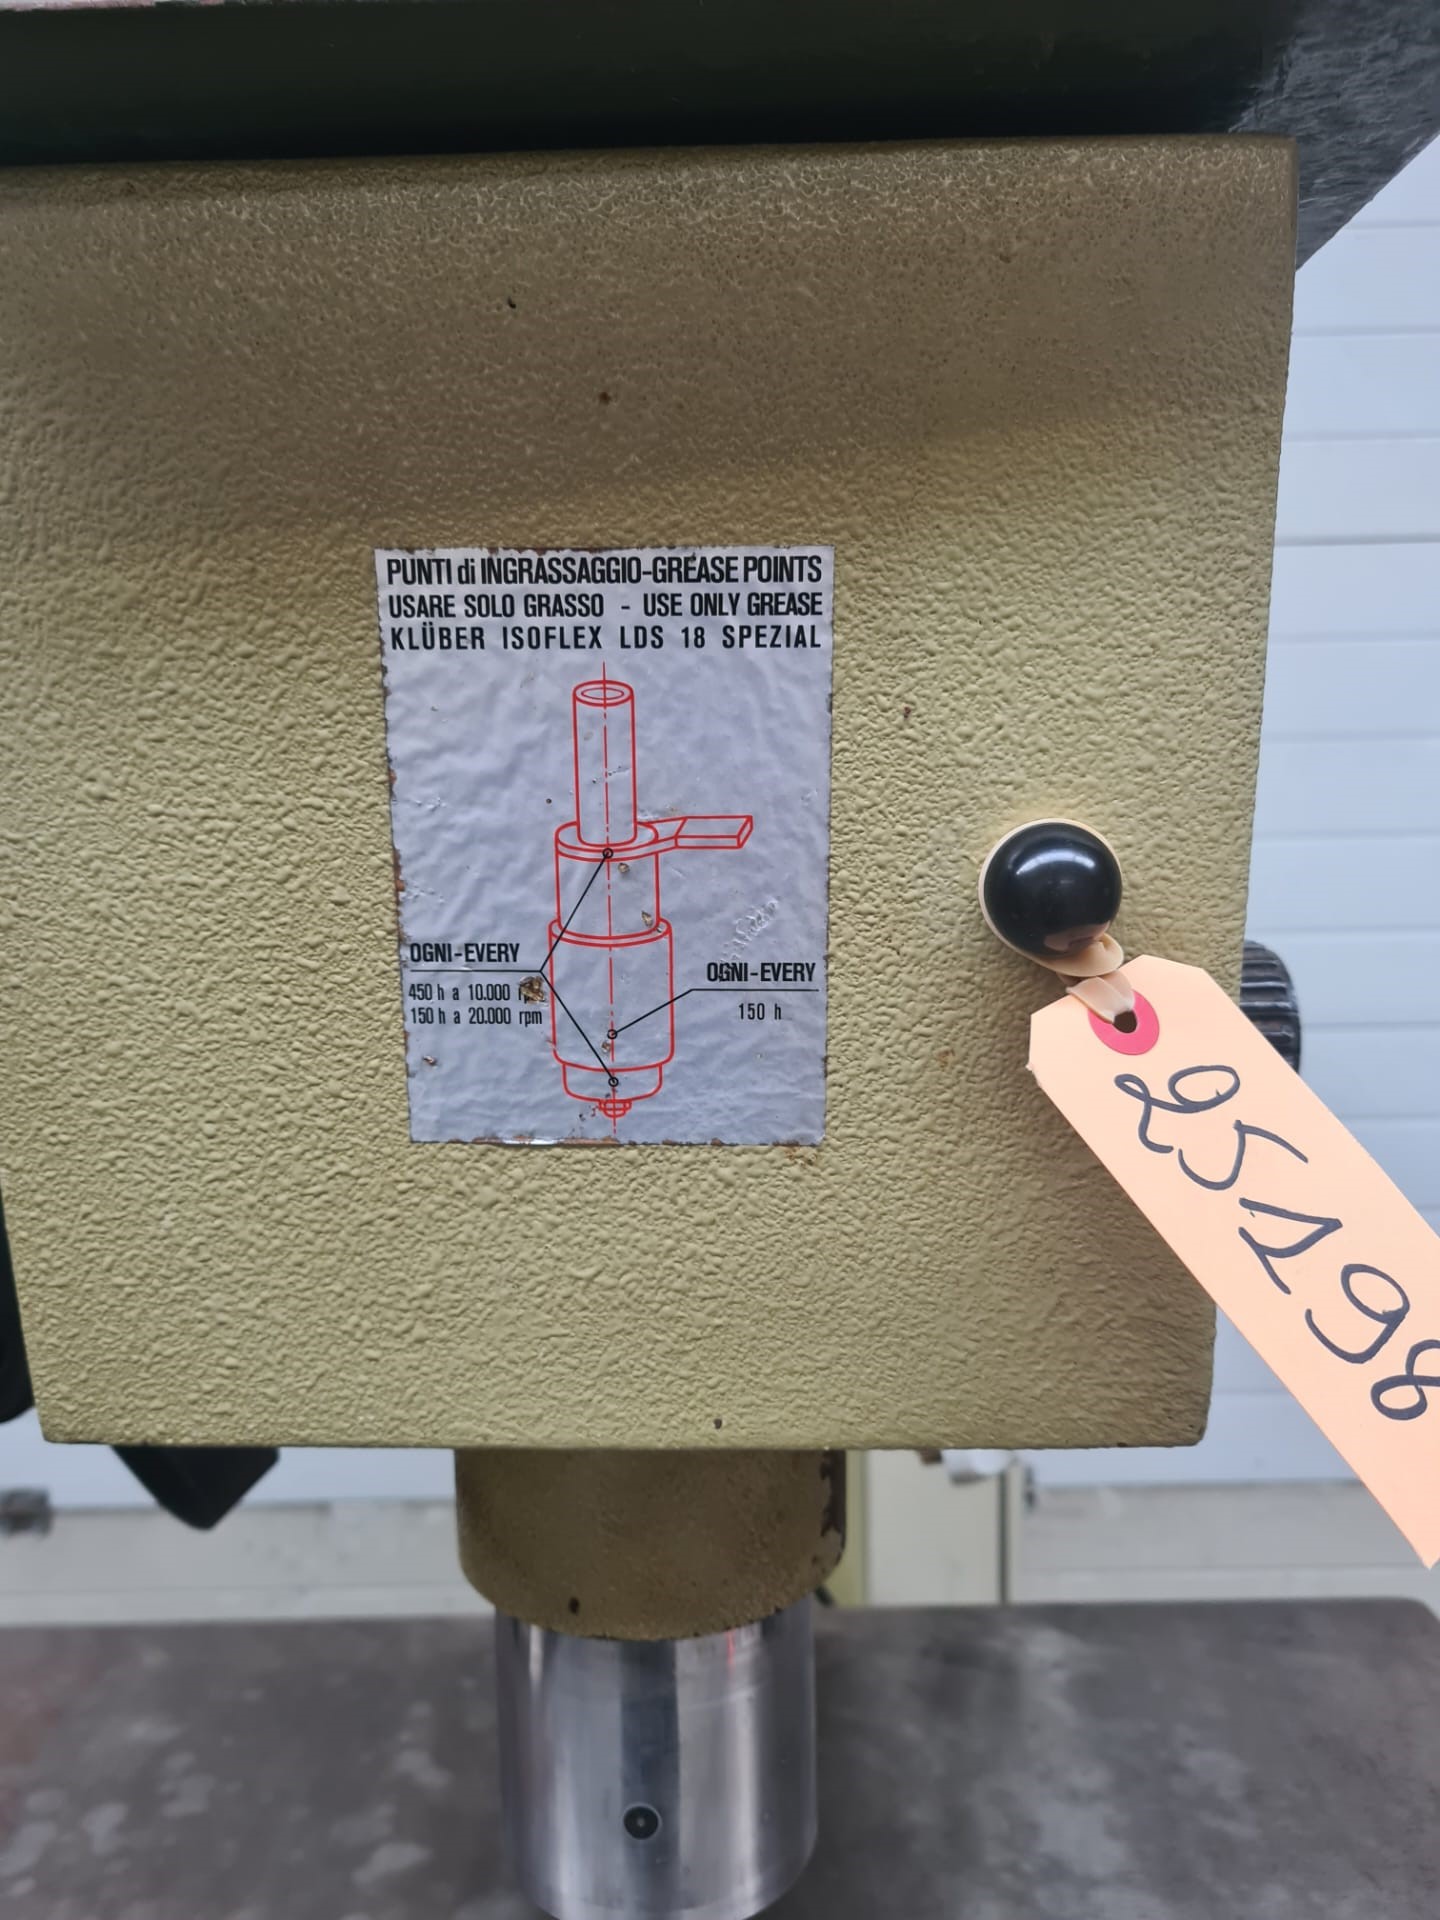 PUNTI di INGRASSAGGIO-GREASE POINTS
USARE SOLO GRASSO - USE ONLY GREASE
KLÜBER ISOFLEX LDS 18 SPEZIAL
OGNI-EVERY
450 h a 10.000
150 h a 20.000 rpm
OGNI-EVERY
150 h
25198